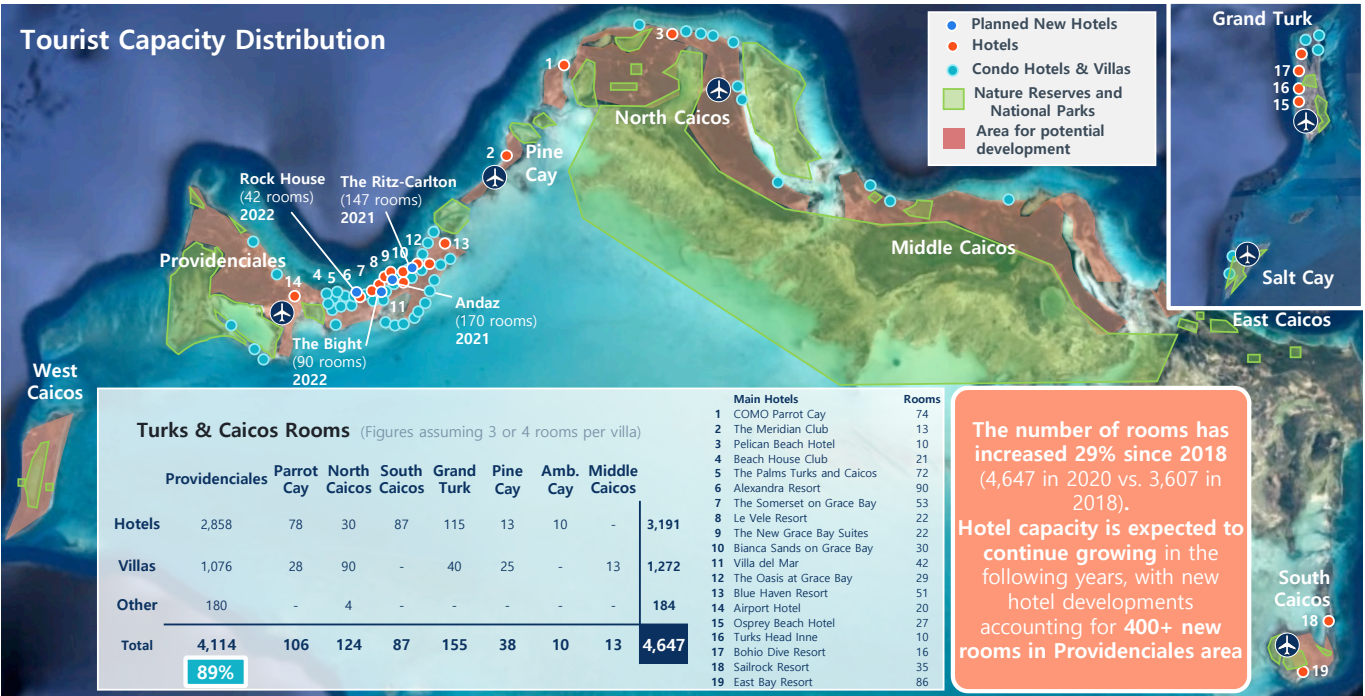 Tourist Capacity Distribution
Planned New Hotels
Hotels
Condo Hotels & Villas
Nature Reserves and
National Parks
Area for potential
development
Grand Turk
17
16
15
Salt Cay
East Caicos
1
3
North Caicos
2
Pine
Cay
Middle Caicos
Rock House
(42 rooms)
2022
The Ritz-Carlton
(147 rooms)
2021
Providenciales
14
4
5
6
7
8
9
10
12
13
11
Andaz
(170 rooms)
2021
The Bight
(90 rooms)
2022
West
Caicos
South
Caicos
18
19
Turks & Caicos Rooms (Figures assuming 3 or 4 rooms per villa)
Providenciales Parrot Cay North Caicos South Caicos Grand Turk Pine Cay Amb. Cay Middle Caicos
Hotels 2,858 78 30 87 115 13 10 - 3,191
Villas 1,076 28 90 - 40 25 - 13 1,272
Other 180 - 4 - - - - - 184
Total 4,114 106 124 87 155 38 10 13 4,647
89%
Main Hotels Rooms
1 COMO Parrot Cay 74
2 The Meridian Club 13
3 Pelican Beach Hotel 10
4 Beach House Club 21
5 The Palms Turks and Caicos 72
6 Alexandra Resort 90
7 The Somerset on Grace Bay 53
8 Le Vele Resort 22
9 The New Grace Bay Suites 22
10 Bianca Sands on Grace Bay 30
11 Villa del Mar 42
12 The Oasis at Grace Bay 29
13 Blue Haven Resort 51
14 Airport Hotel 20
15 Osprey Beach Hotel 27
16 Turks Head Inne 10
17 Bohio Dive Resort 16
18 Sailrock Resort 35
19 East Bay Resort 86
The number of rooms has
increased 29% since 2018
(4,647 in 2020 vs. 3,607 in
2018).
Hotel capacity is expected to
continue growing in the
following years, with new
hotel developments
accounting for 400+ new
rooms in Providenciales area